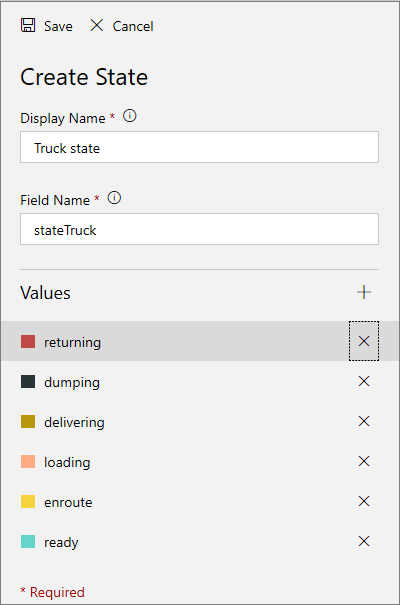 Save Cancel
Create State
Display Name *
Truck state
Field Name *
stateTruck
Values
returning
dumping
delivering
loading
enroute
ready
* Required